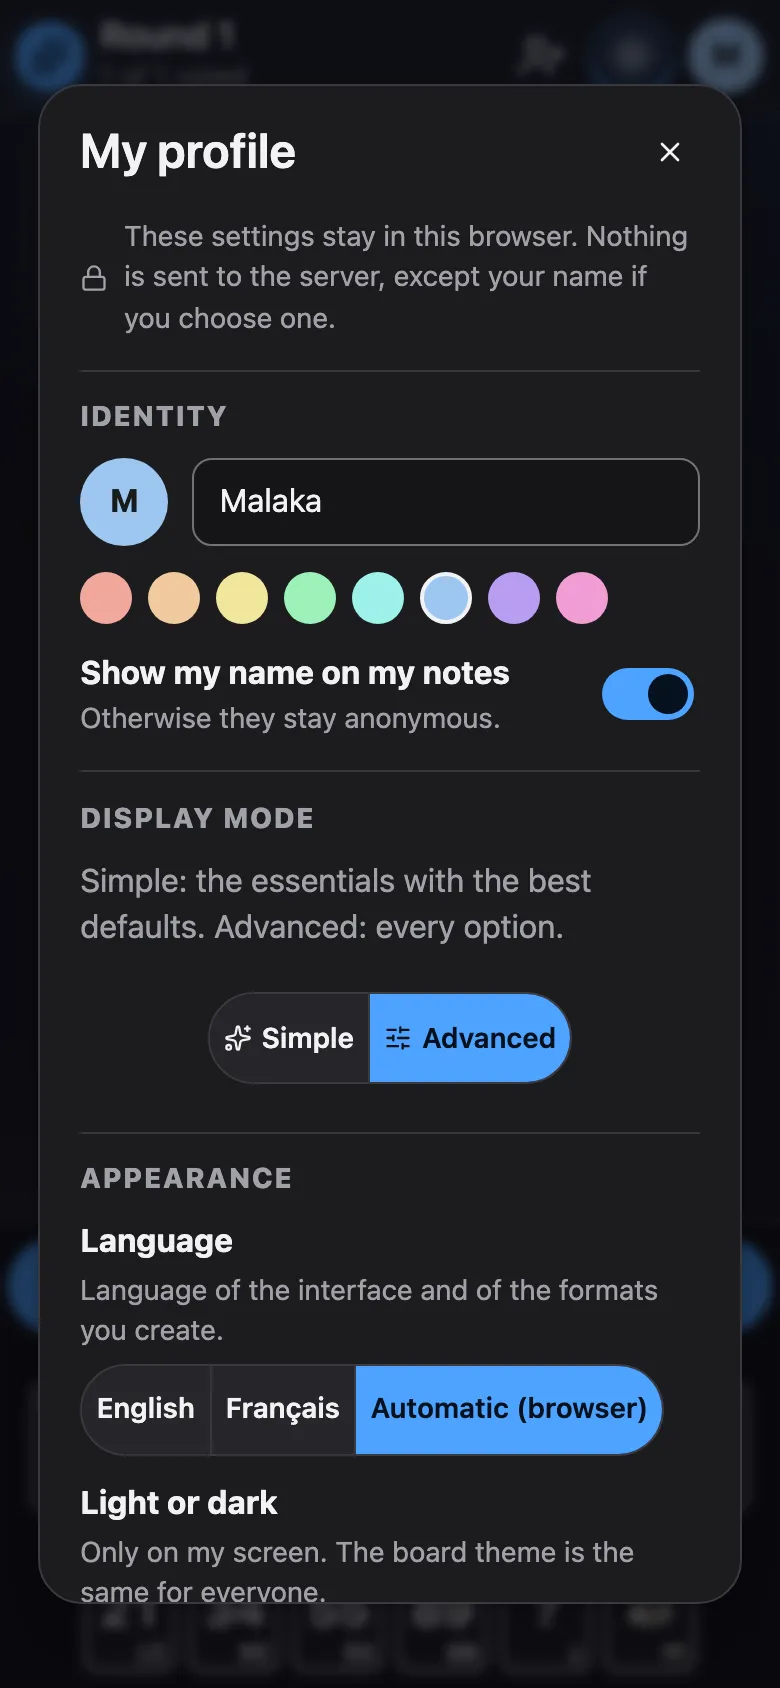 Round 1
My profile
These settings stay in this browser. Nothing
is sent to the server, except your name if
you choose one.
IDENTITY
M
Malaka
Show my name on my notes
Otherwise they stay anonymous.
DISPLAY MODE
Simple: the essentials with the best
defaults. Advanced: every option.
Simple
Advanced
APPEARANCE
Language
Language of the interface and of the formats
you create.
English
Français
Automatic (browser)
Light or dark
Only on my screen. The board theme is the
same for everyone.